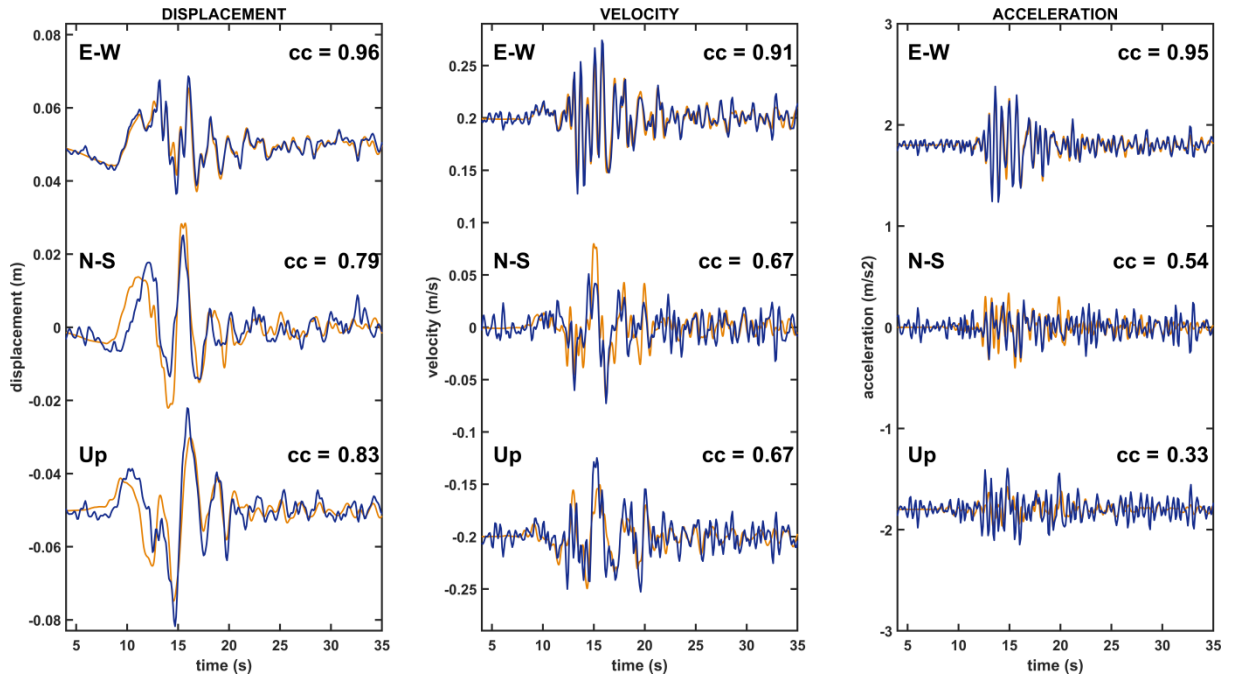 DISPLACEMENT
0.08
E-W
cc = 0.96
0.06
0.04
0.02
N-S
cc = 0.79
0
-0.02
Up
cc = 0.83
-0.04
-0.06
-0.08
displacement (m)
5 10 15 20 25 30 35
time (s)
VELOCITY
E-W
cc = 0.91
0.25
0.2
0.15
0.1
N-S
cc = 0.67
0.05
0
-0.05
-0.1
Up
cc = 0.67
-0.15
-0.2
-0.25
velocity (m/s)
5 10 15 20 25 30 35
time (s)
ACCELERATION
3
E-W
cc = 0.95
2
1
N-S
cc = 0.54
0
-1
Up
cc = 0.33
-2
-3
acceleration (m/s2)
5 10 15 20 25 30 35
time (s)